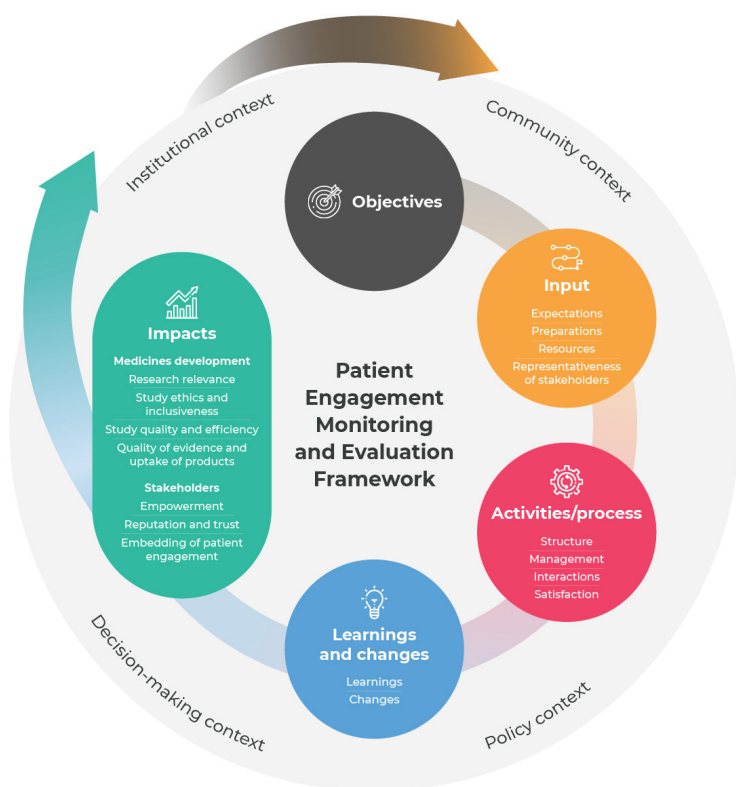 Institutional context
Community context
Objectives
Input
Expectations
Preparations
Resources
Representativeness
of stakeholders
Impacts
Medicines development
Research relevance
Study ethics and
inclusiveness
Study quality and efficiency
Quality of evidence and
uptake of products
Stakeholders
Empowerment
Reputation and trust
Embedding of patient
engagement
Patient
Engagement
Monitoring
and Evaluation
Framework
Activities/process
Structure
Management
Interactions
Satisfaction
Learnings
and changes
Learnings
Changes
Decision-making context
Policy context